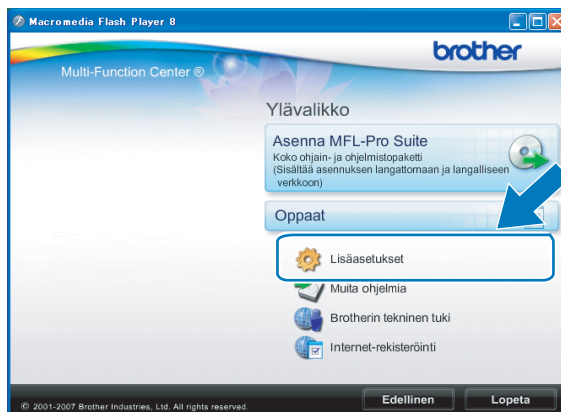 Macromedia Flash Player 8
brother
Multi-Function Center ®
Ylävalikko
Asenna MFL-Pro Suite
Koko ohjain- ja ohjelmistopaketti
(Sisältää asennuksen langattomaan ja langalliseen
verkkoon)
Oppaat
Lisäasetukset
Muita ohjelmia
Brotherin tekninen tuki
Internet-rekisteröinti
© 2001-2007 Brother Industries, Ltd. All rights reserved.
Edellinen
Lopeta